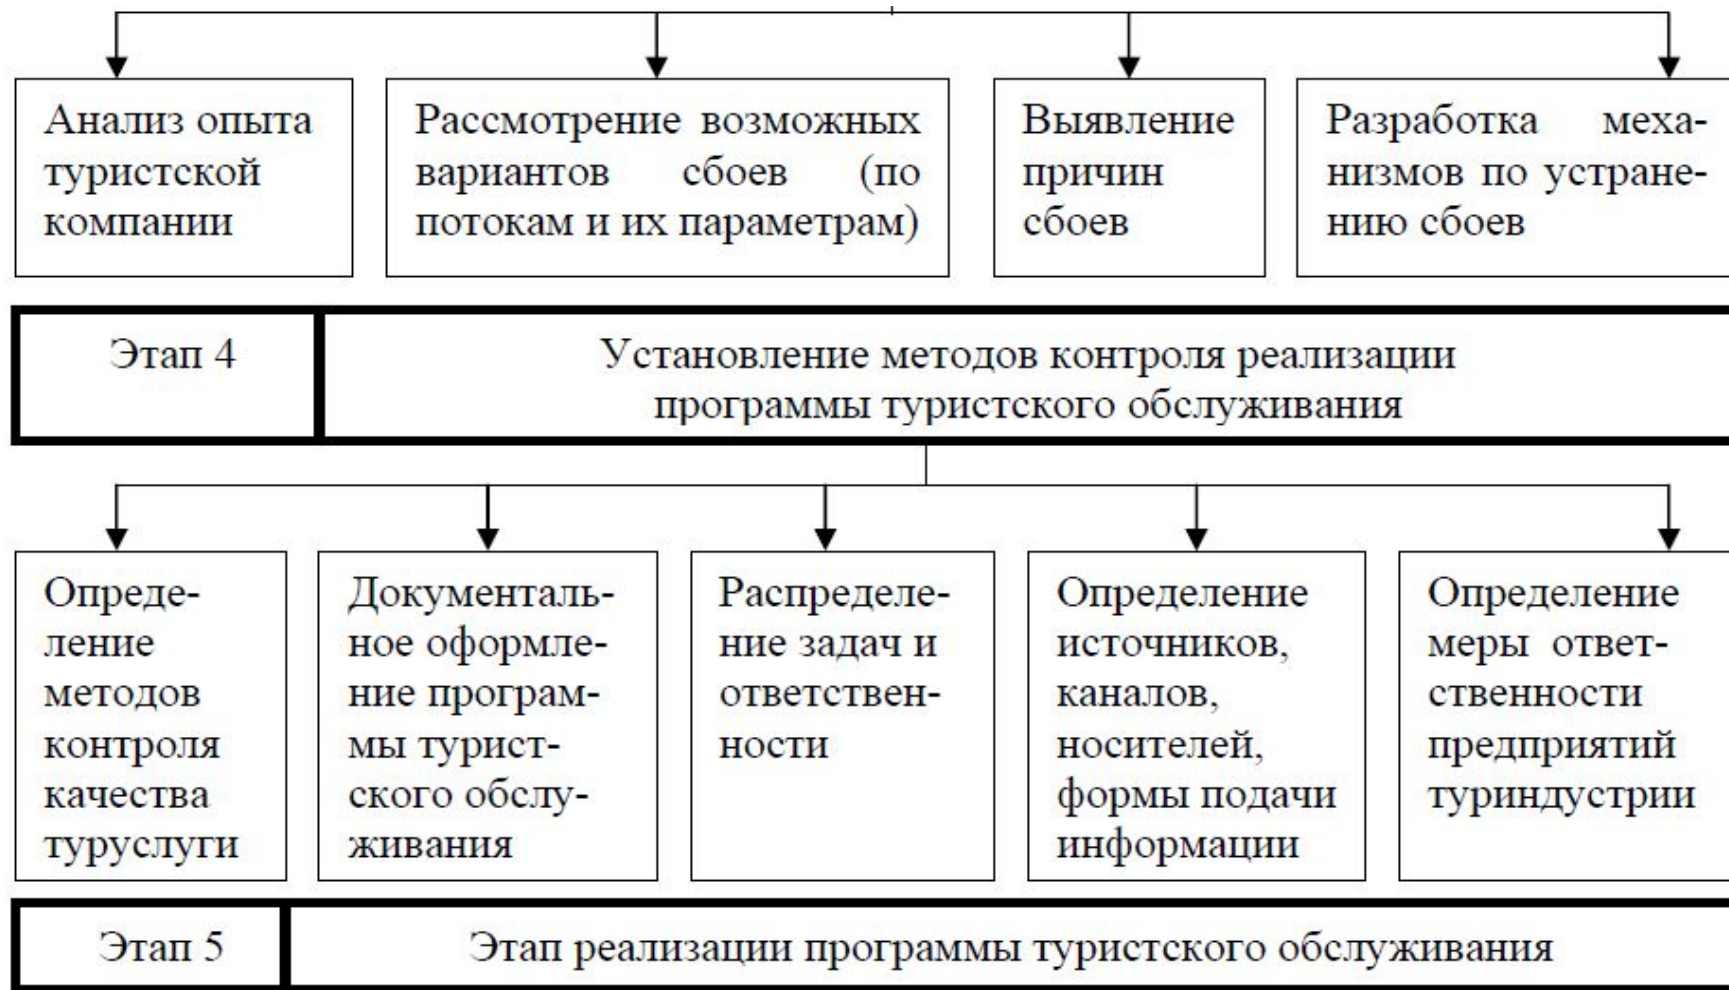 Анализ опыта
туристской
компании
Рассмотрение возможных
вариантов сбоев (по
потокам и их параметрам)
Выявление
причин
сбоев
Разработка меха-
низмов по устране-
нию сбоев
Этап 4
Установление методов контроля реализации
программы туристского обслуживания
Опреде-
ление
методов
контроля
качества
туруслуги
Документаль-
ное оформле-
ние програм-
мы турист-
ского обслу-
живания
Распределе-
ние задач и
ответствен-
ности
Определение
источников,
каналов,
носителей,
формы подачи
информации
Определение
меры ответ-
ственности
предприятий
туриндустрии
Этап 5
Этап реализации программы туристского обслуживания